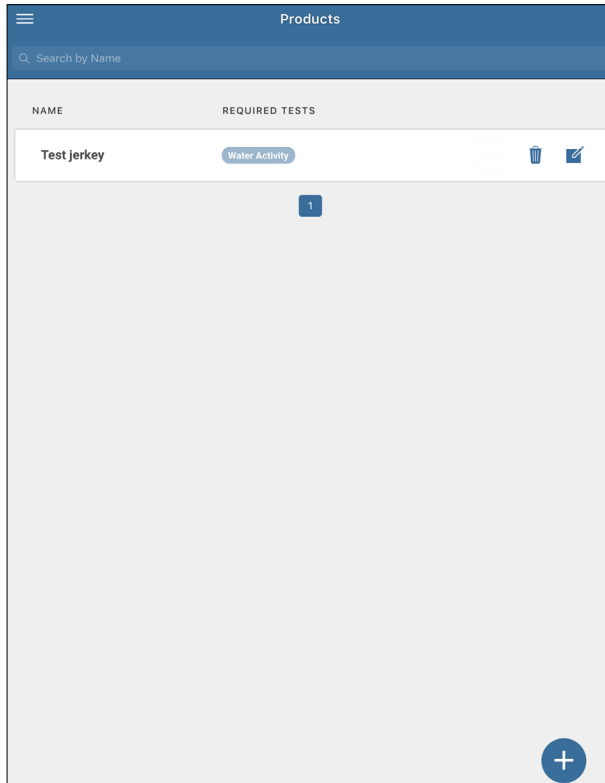 Products
Search by Name
NAME REQUIRED TESTS
Test jerkey Water Activity
1